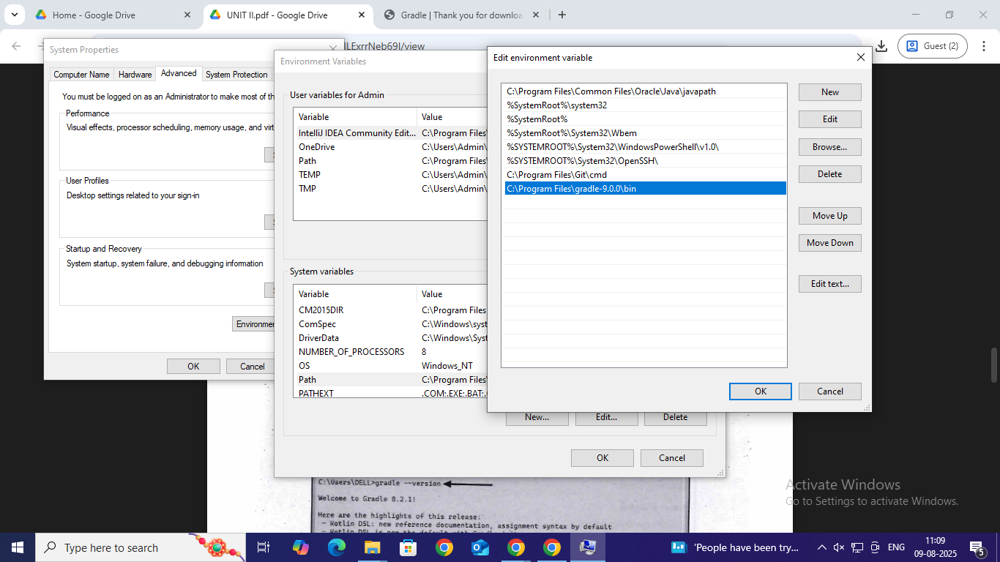 Home - Google Drive
UNIT II.pdf - Google Drive
Gradle | Thank you for downloa
lLExrrNeb69I/view
Guest (2)
System Properties
Computer Name
Hardware
Advanced
System Protection
You must be logged on as an Administrator to make most of th
Performance
Visual effects, processor scheduling, memory usage, and virt
User Profiles
Desktop settings related to your sign-in
Startup and Recovery
System startup, system failure, and debugging information
Environmer
OK
Cancel
Environment Variables
User variables for Admin
Variable Value
IntelliJ IDEA Community Edit... C:\Program Files\
OneDrive C:\Users\Admin\
Path C:\Program Files\
TEMP C:\Users\Admin\
TMP C:\Users\Admin\
System variables
Variable Value
CM2015DIR C:\Program Files
ComSpec C:\Windows\syst
DriverData C:\Windows\Syst
NUMBER_OF_PROCESSORS 8
OS Windows_NT
Path C:\Program Files\
PATHEXT .COM;.EXE;.BAT;.
New...
Edit...
Delete
OK
Cancel
Edit environment variable
C:\Program Files\Common Files\Oracle\Java\javapath
%SystemRoot%\system32
%SystemRoot%
%SystemRoot%\System32\Wbem
%SYSTEMROOT%\System32\WindowsPowerShell\v1.0\
%SYSTEMROOT%\System32\OpenSSH\
C:\Program Files\Git\cmd
C:\Program Files\gradle-9.0.0\bin
New
Edit
Browse...
Delete
Move Up
Move Down
Edit text...
OK
Cancel
C:\Users\DELL>gradle --version
Welcome to Gradle 8.2.1!
Here are the highlights of this release:
- Kotlin DSL: new reference documentation, assignment syntax by default
- Kotlin DSL is now the default with Gradle init
Activate Windows
Go to Settings to activate Windows.
Type here to search
'People have been try...
ENG
11:09
09-08-2025
5